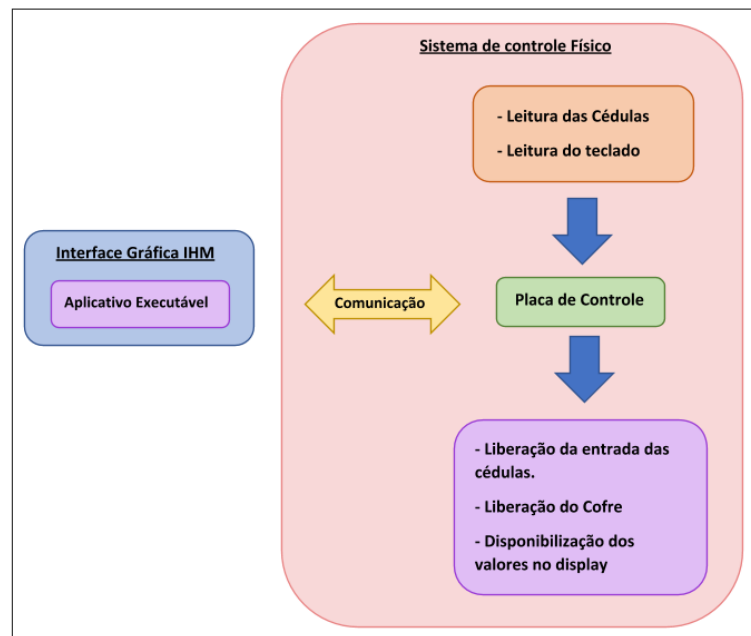 Sistema de controle Físico
- Leitura das Cédulas
- Leitura do teclado
Interface Gráfica IHM
Aplicativo Executável
Comunicação
Placa de Controle
- Liberação da entrada das
cédulas.
- Liberação do Cofre
- Disponibilização dos
valores no display